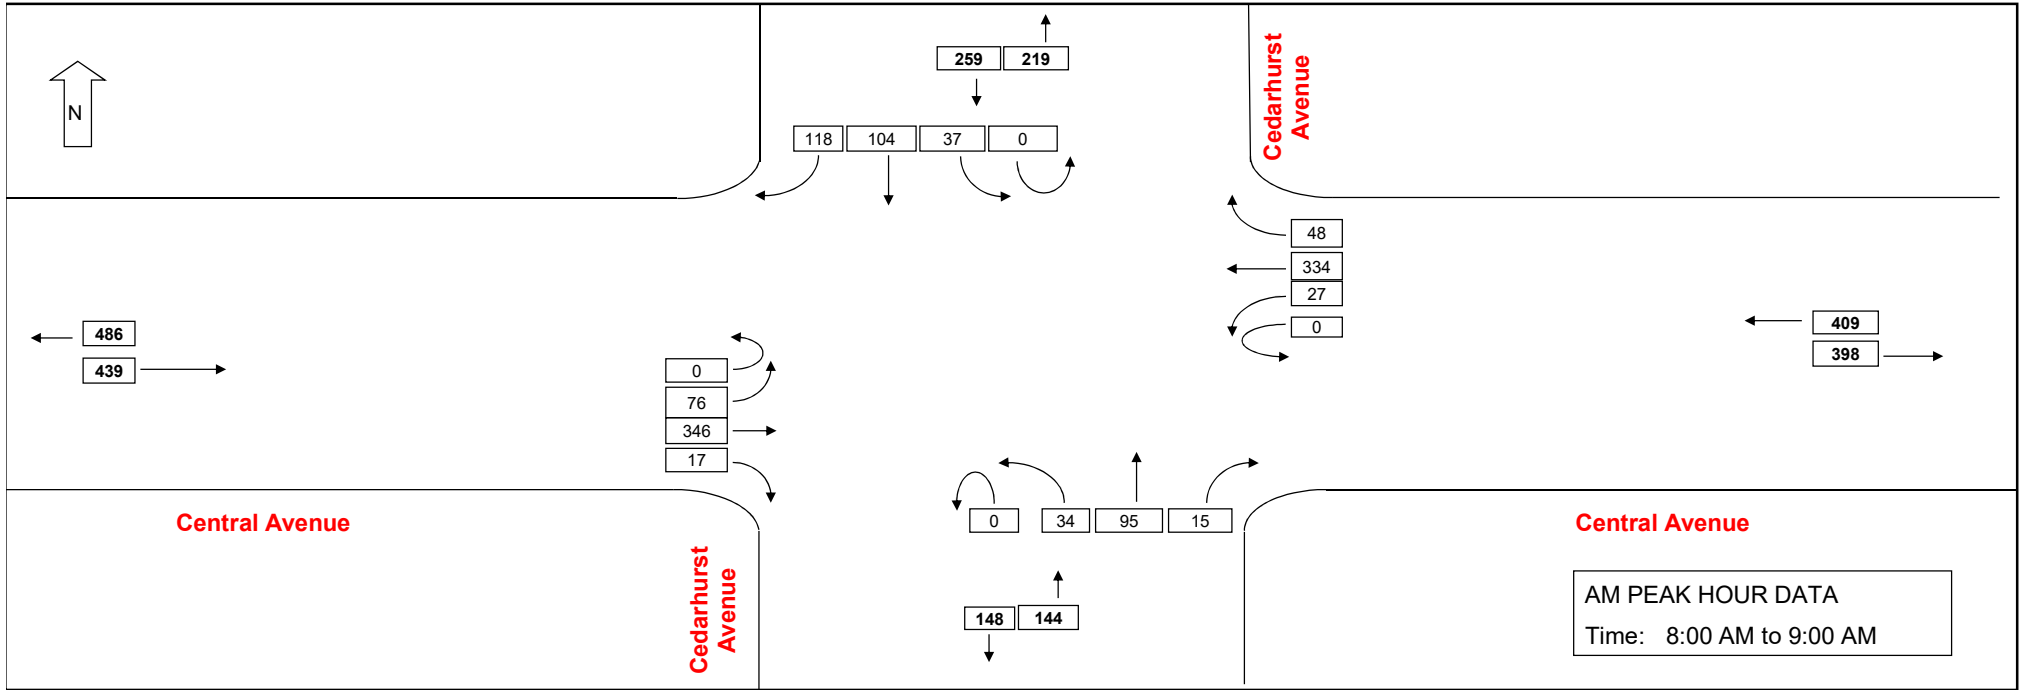 259 219
Cedarhurst
Avenue
N
118 104 37 0
48
334
27
0
486
439
409
398
0
76
346
17
0 34 95 15
Central Avenue
Central Avenue
Cedarhurst
Avenue
148 144
AM PEAK HOUR DATA
Time: 8:00 AM to 9:00 AM